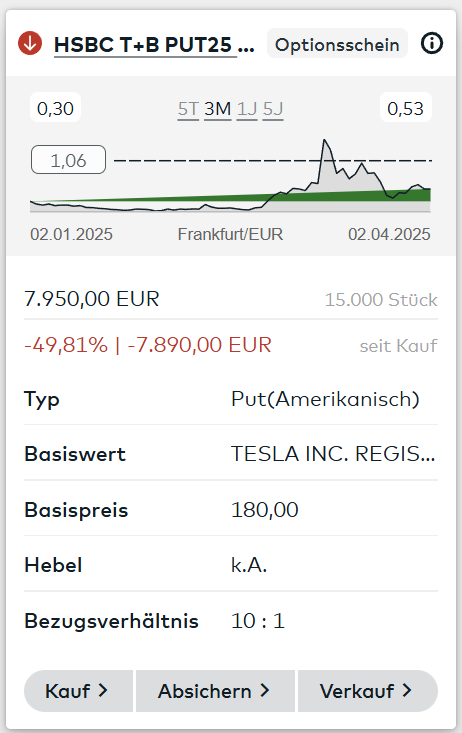 HSBC T+B PUT25 ... Optionsschein
0,30 5T 3M 1J 5J 0,53
1,06
02.01.2025 Frankfurt/EUR 02.04.2025
7.950,00 EUR 15.000 Stück
-49,81% | -7.890,00 EUR seit Kauf
Typ Put(Amerikanisch)
Basiswert TESLA INC. REGIS...
Basispreis 180,00
Hebel k.A.
Bezugsverhältnis 10 : 1
Kauf Absichern Verkauf